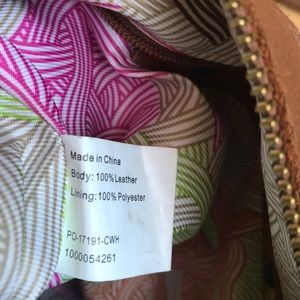 Made in China
Body: 100%Leather
Lining: 100% Polyester
PO-17191-CWH
1000054261